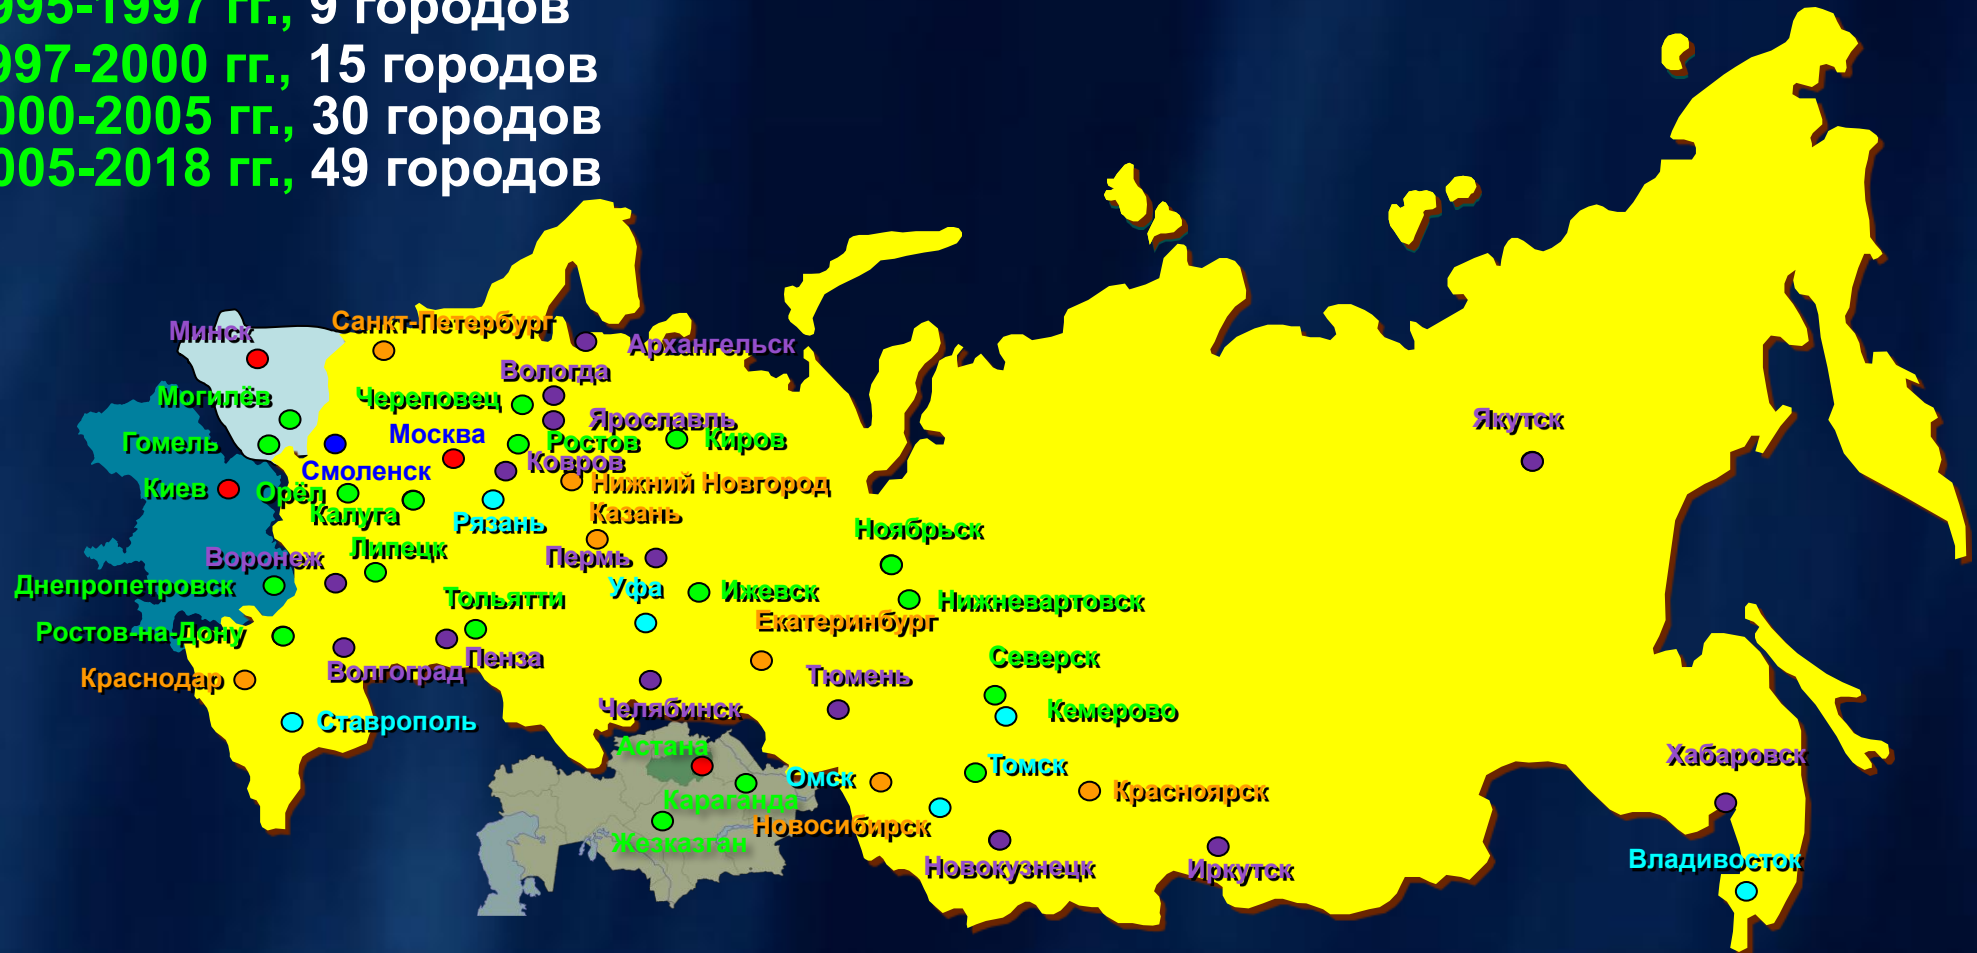 995-1997 гг., 9 городов
997-2000 гг., 15 городов
000-2005 гг., 30 городов
005-2018 гг., 49 городов
Минск
Санкт-Петербург
Архангельск
Вологда
Могилёв
Череповец
Ярославль
Якутск
Гомель
Москва
Ростов
Киров
Смоленск
Ковров
Киев
Орёл
Нижний Новгород
Калуга
Рязань
Казань
Ноябрьск
Воронеж
Липецк
Пермь
Днепропетровск
Тольятти
Уфа
Ижевск
Нижневартовск
Ростов-на-Дону
Екатеринбург
Краснодар
Волгоград
Пенза
Северск
Тюмень
Ставрополь
Челябинск
Кемерово
Астана
Хабаровск
Омск
Томск
Караганда
Красноярск
Жезказган
Новосибирск
Новокузнецк
Иркутск
Владивосток